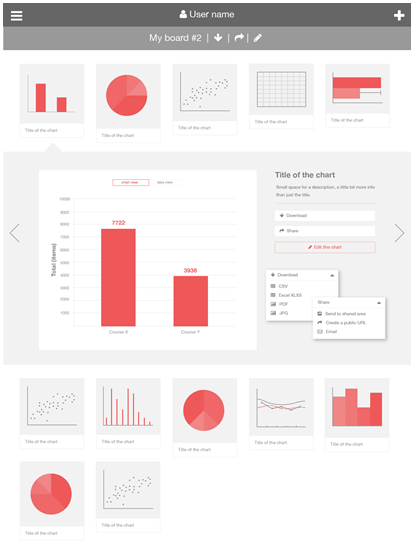 User name
My board #2 | | |
Title of the chart
Title of the chart
Title of the chart
Title of the chart
Title of the chart
chart view
data view
Total (items)
10000
9000
8000
7000
6000
5000
4000
3000
2000
1000
7722
3936
Course X
Course Y
Title of the chart
Small space for a description, a little bit more info
than just the title.
Download
Share
Edit this chart
Download
CSV
Excel XLXS
PDF
JPG
Share
Send to shared area
Create a public URL
Email
Title of the chart
Title of the chart
Title of the chart
Title of the chart
Title of the chart
Title of the chart
Title of the chart